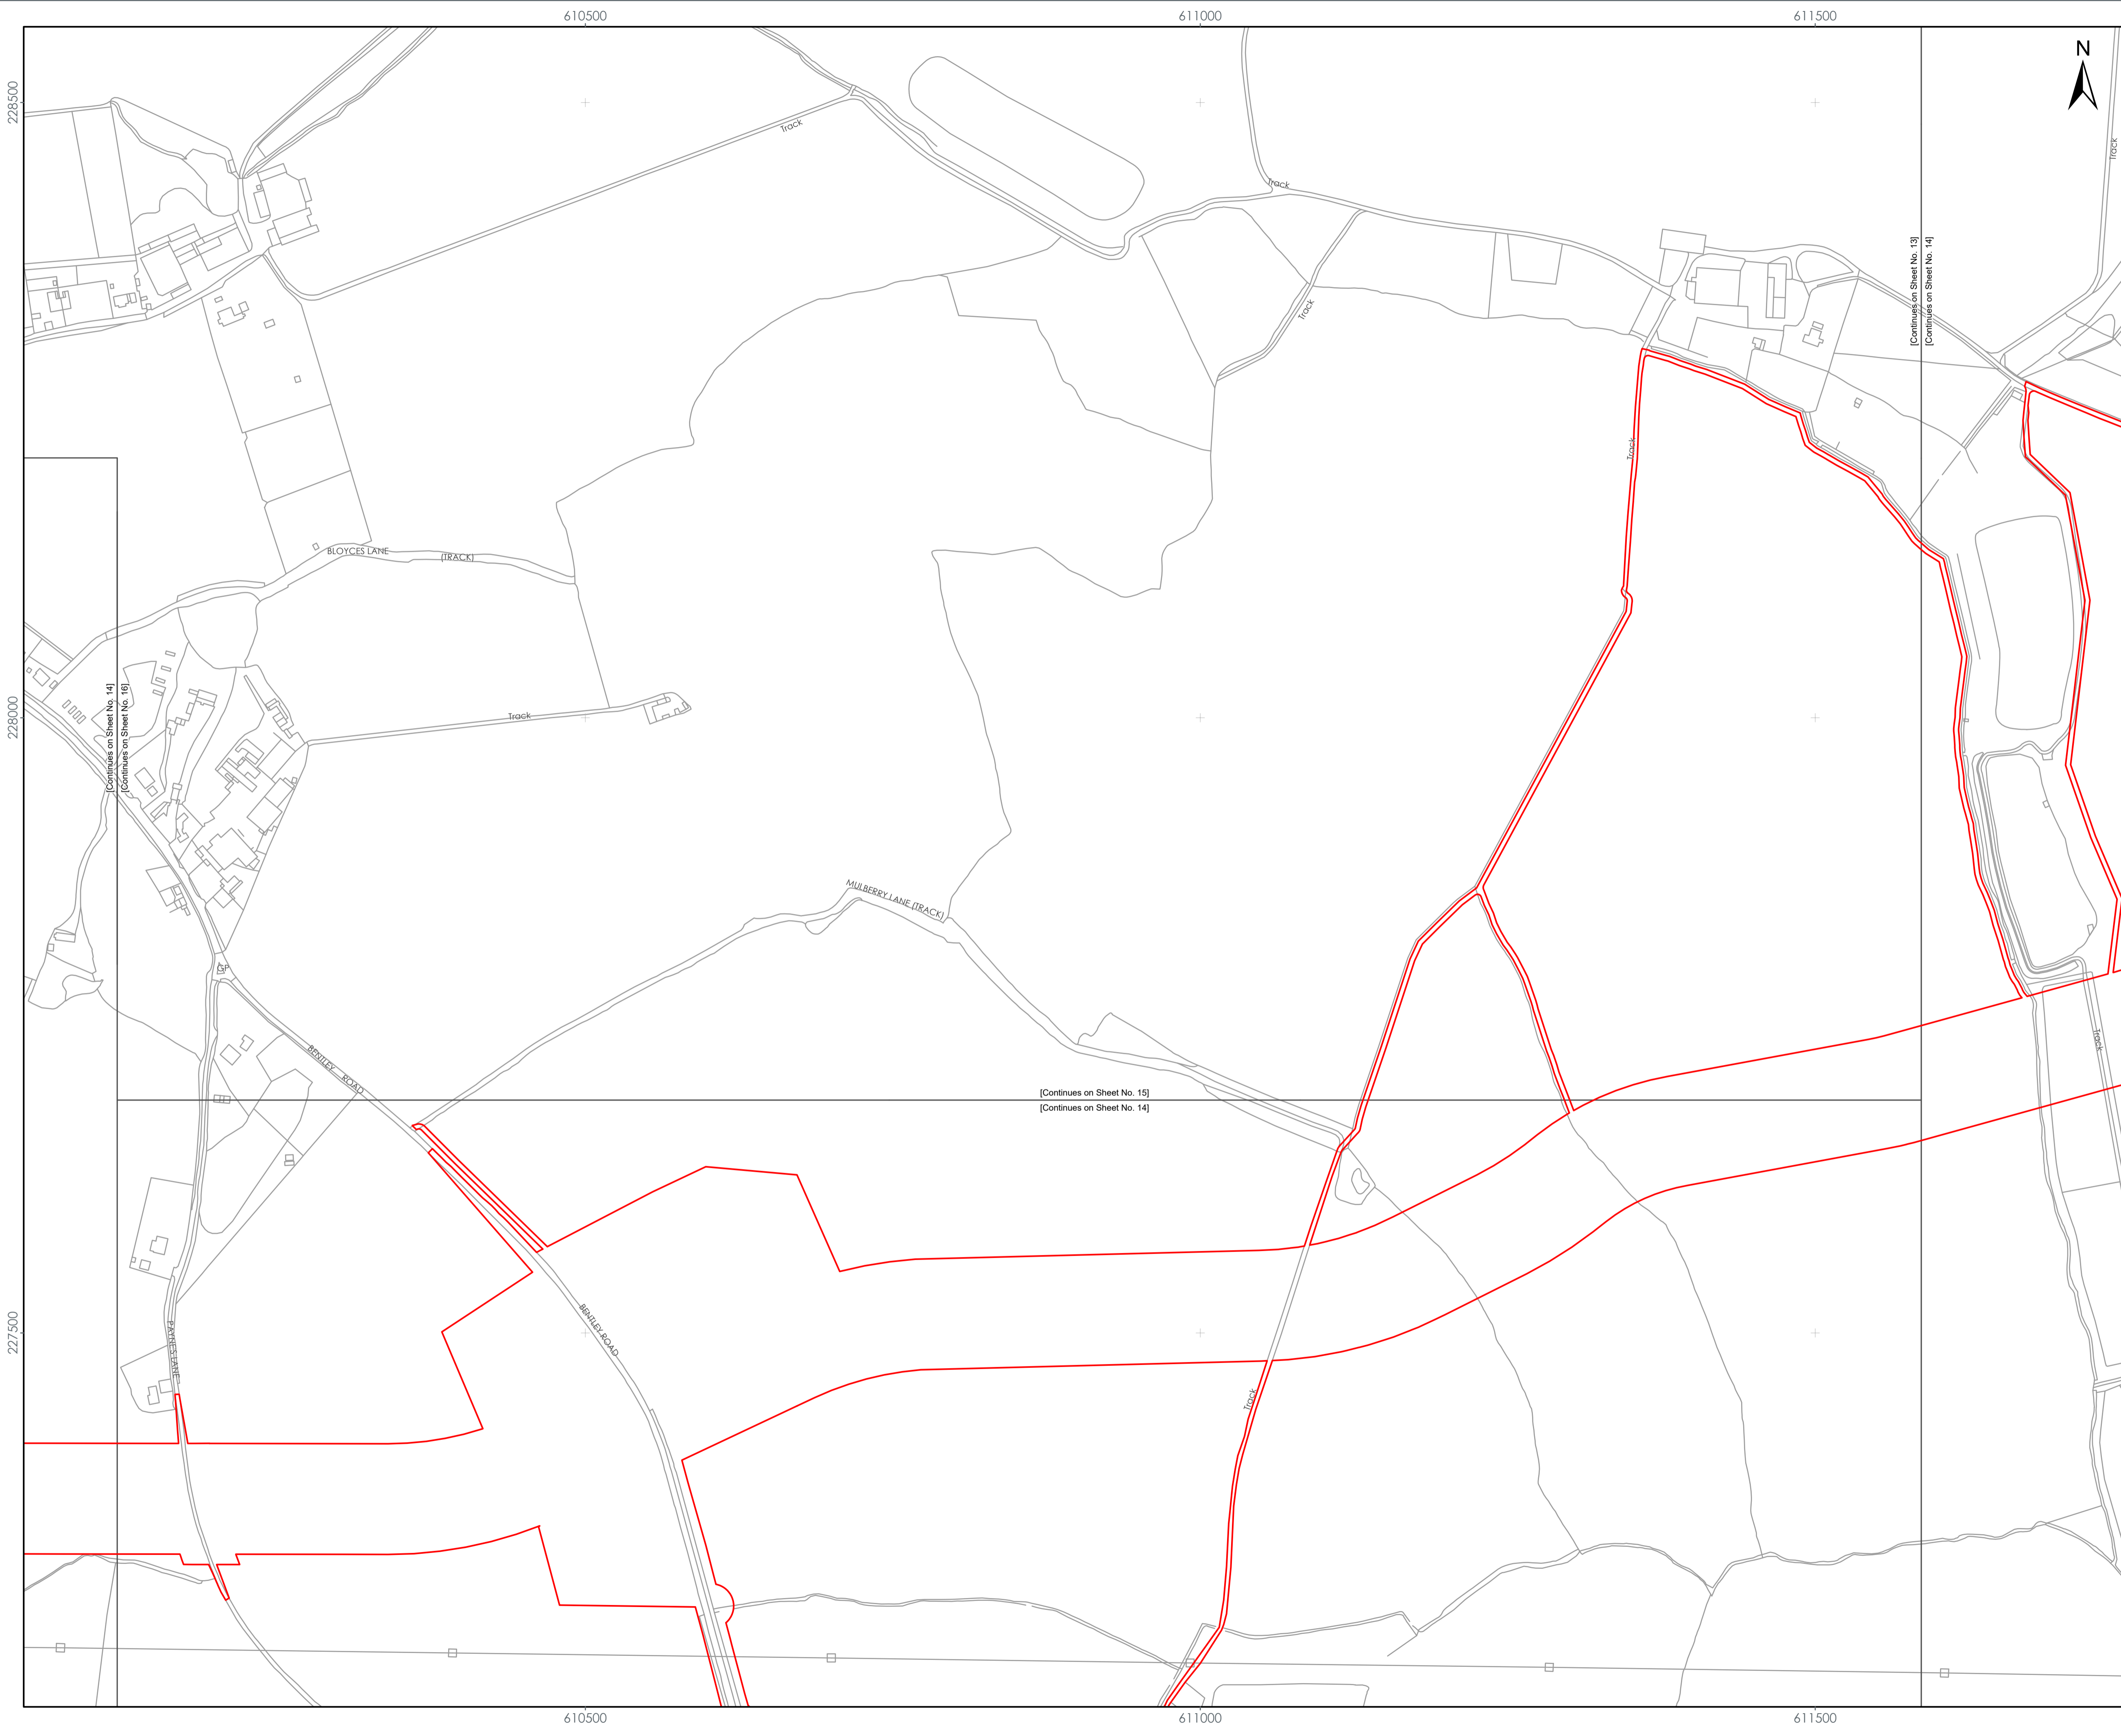 610500
611000
611500
N
228500
Track
Track
Track
[Continues on Sheet No. 13]
[Continues on Sheet No. 14]
Track
Track
BLOYCES LANE
(TRACK)
[Continues on Sheet No. 14]
[Continues on Sheet No. 16]
228000
Track
MULBERRY LANE (TRACK)
GP
BENTLEY ROAD
Track
[Continues on Sheet No. 15]
[Continues on Sheet No. 14]
227500
PAYNES LANE
BENTLEY ROAD
Track
610500
611000
611500